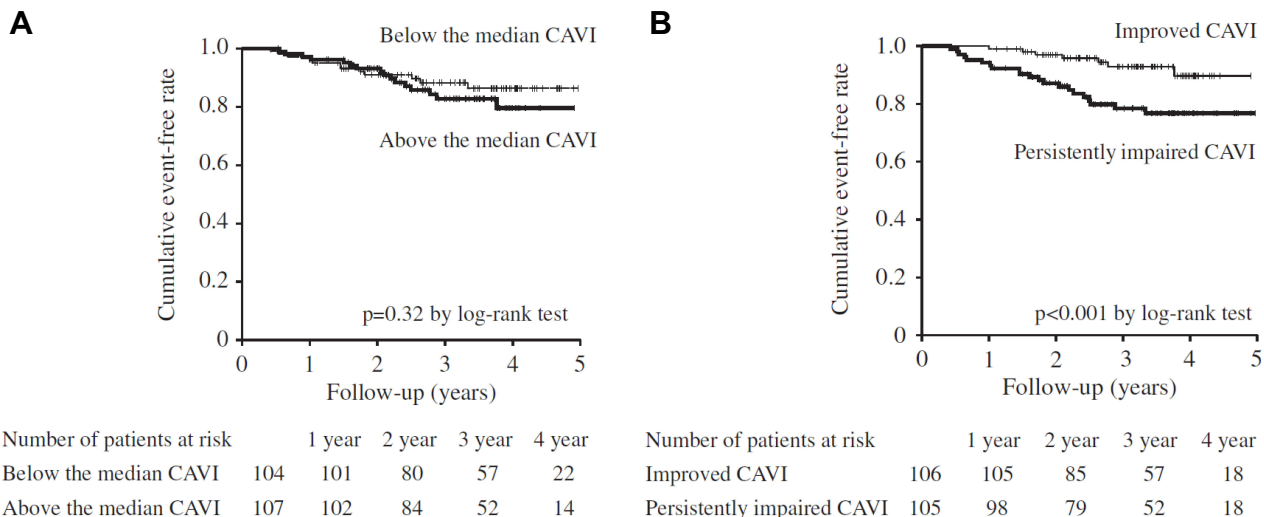 A
Below the median CAVI
1.0
0.8
0.6
0.4
0.2
0
Cumulative event-free rate
Above the median CAVI
p=0.32 by log-rank test
0 1 2 3 4 5
Follow-up (years)
Number of patients at risk 1 year 2 year 3 year 4 year
Below the median CAVI 104 101 80 57 22
Above the median CAVI 107 102 84 52 14
B
Improved CAVI
1.0
0.8
0.6
0.4
0.2
0
Cumulative event-free rate
Persistently impaired CAVI
p<0.001 by log-rank test
0 1 2 3 4 5
Follow-up (years)
Number of patients at risk 1 year 2 year 3 year 4 year
Improved CAVI 106 105 85 57 18
Persistently impaired CAVI 105 98 79 52 18